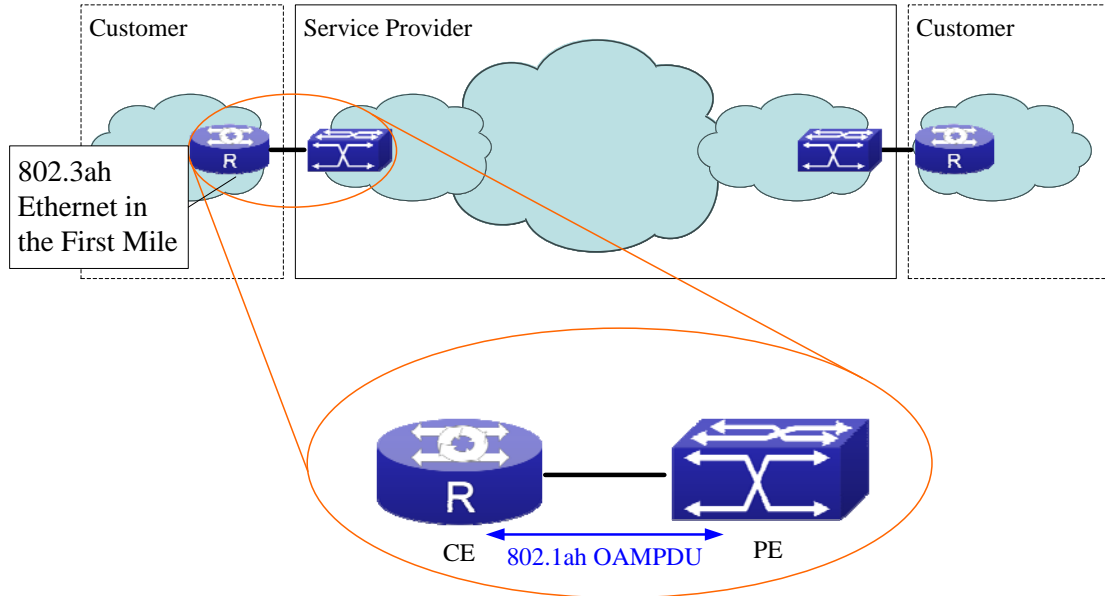 Customer
Service Provider
Customer
R
R
802.3ah
Ethernet in
the First Mile
R
CE
802.1ah OAMPDU
PE